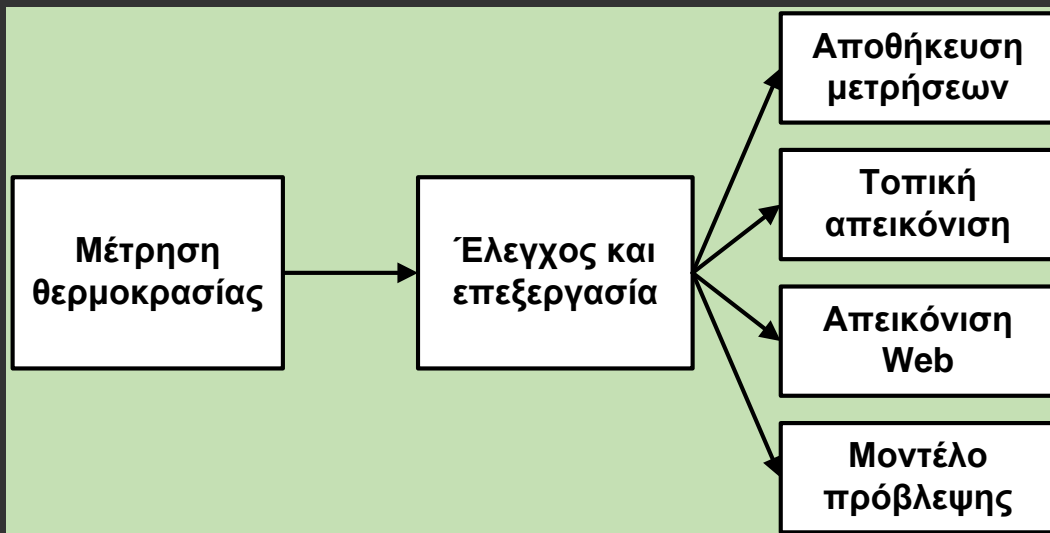 Μέτρηση
θερμοκρασίας
Έλεγχος και
επεξεργασία
Αποθήκευση
μετρήσεων
Τοπική
απεικόνιση
Απεικόνιση
Web
Μοντέλο
πρόβλεψης